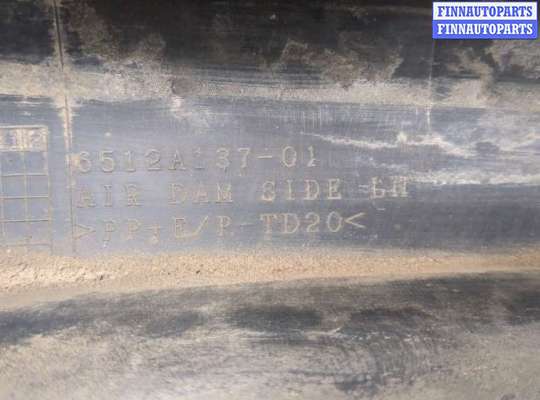 FINNAUTOPARTS
FINNAUTOPARTS
6512A137-01
AIR DAM SIDE LH
>PP+E/P-TD20<